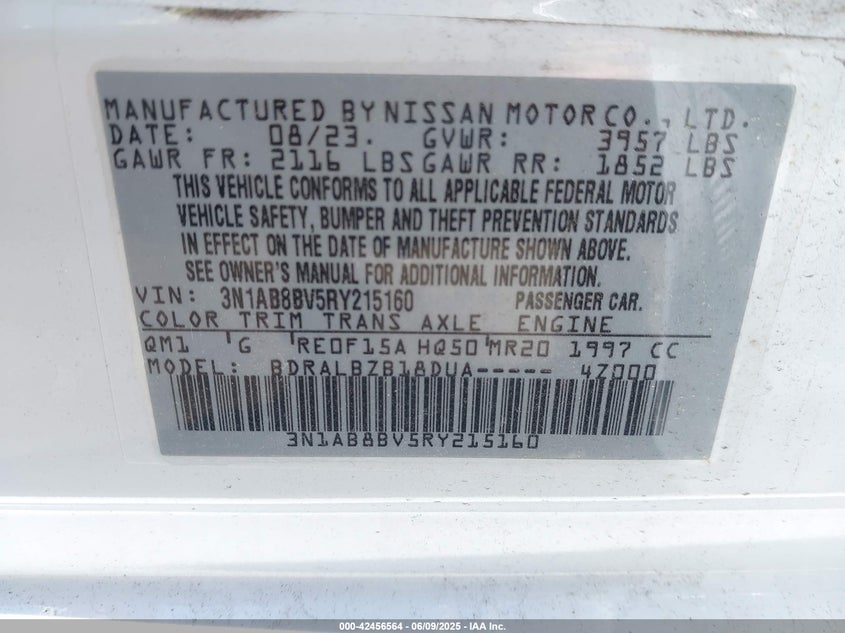 MANUFACTURED BY NISSAN MOTOR CO., LTD.
DATE: 08/23. GVWR: 3957 LBS
GAWR FR: 2116 LBS GAWR RR: 1852 LBS
THIS VEHICLE CONFORMS TO ALL APPLICABLE FEDERAL MOTOR
VEHICLE SAFETY, BUMPER AND THEFT PREVENTION STANDARDS
IN EFFECT ON THE DATE OF MANUFACTURE SHOWN ABOVE.
SEE OWNER'S MANUAL FOR ADDITIONAL INFORMATION.
VIN: 3N1AB8BV5RY215160 PASSENGER CAR.
COLOR TRIM TRANS AXLE ENGINE
QM1 G RE0F15A HQ50 MR20 1997 CC
MODEL: BDRALBZB18DUA----- 4Z000
3N1AB8BV5RY215160
000-42456564 - 06/09/2025 - IAA Inc.